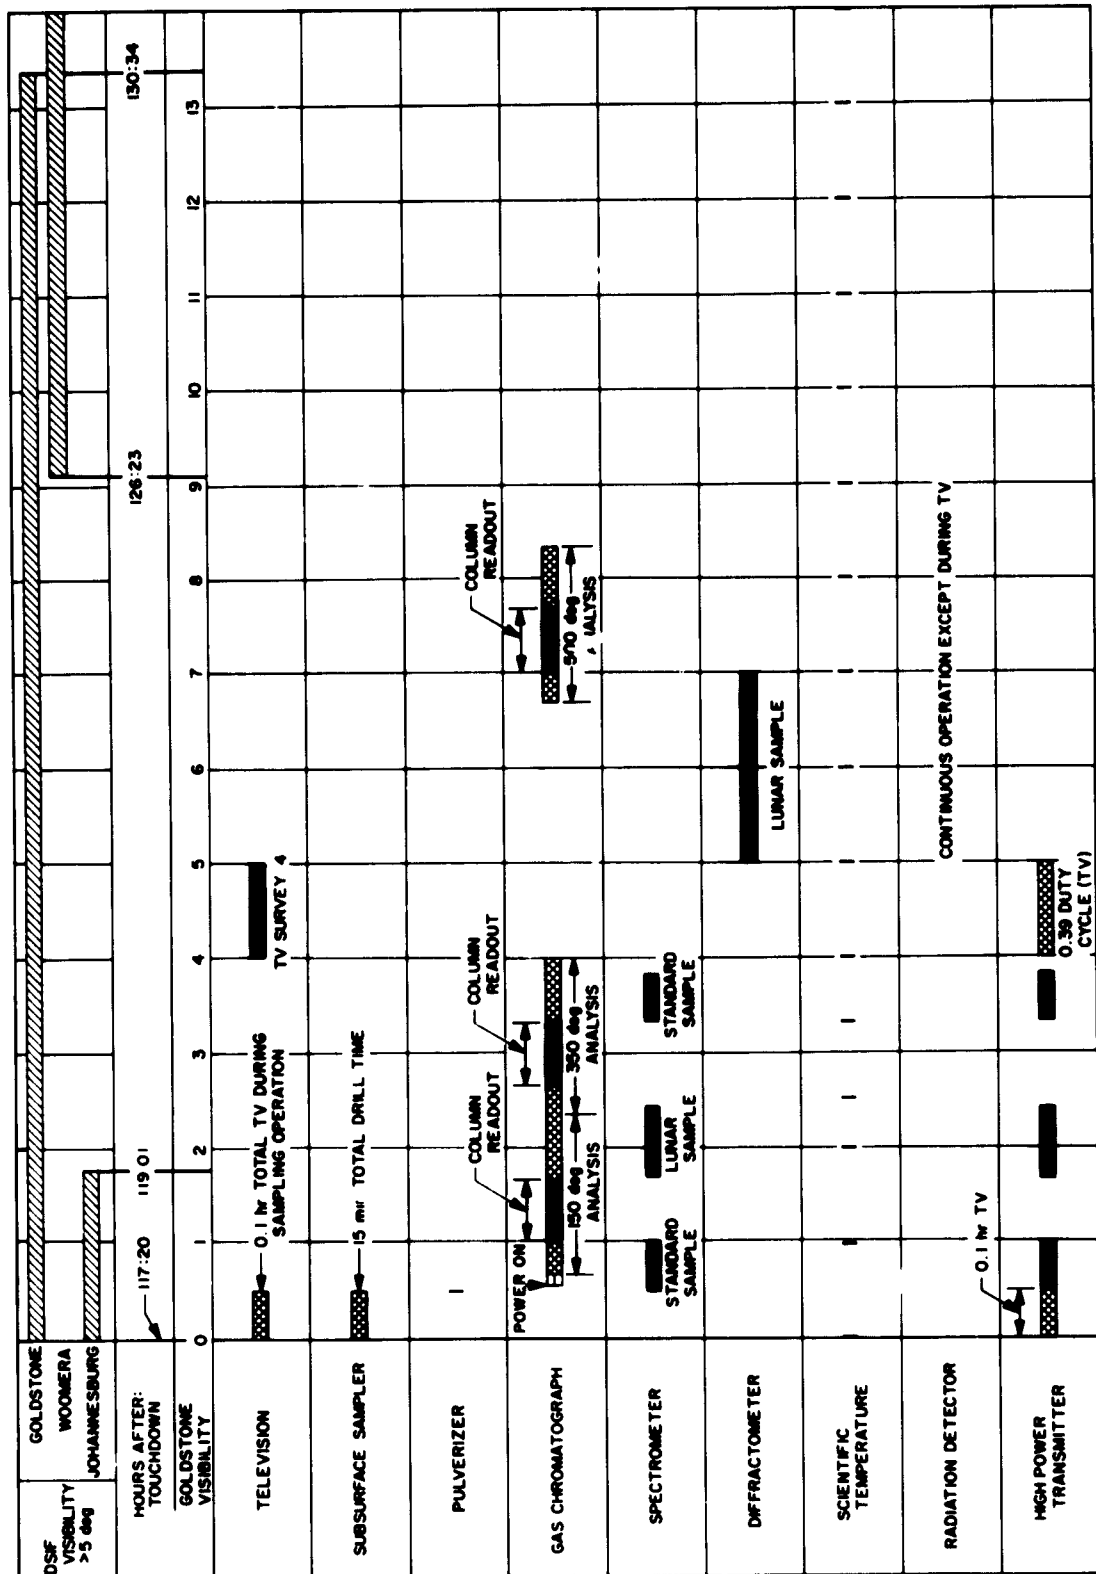 DSIF
VISIBILITY
>5 deg
GOLDSTONE
WOOMERA
JOHANNESBURG
HOURS AFTER:
TOUCHDOWN
117:20
119 01
126:23
130:34
GOLDSTONE
VISIBILITY
0 1 2 3 4 5 6 7 8 9 10 11 12 13
TELEVISION
0.1 hr TOTAL TV DURING
SAMPLING OPERATION
TV SURVEY 4
SUBSURFACE SAMPLER
15 min TOTAL DRILL TIME
PULVERIZER
GAS CHROMATOGRAPH
POWER ON
COLUMN
READOUT
150 deg
ANALYSIS
COLUMN
READOUT
350 deg
ANALYSIS
COLUMN
READOUT
500 deg
ANALYSIS
SPECTROMETER
STANDARD
SAMPLE
LUNAR
SAMPLE
STANDARD
SAMPLE
DIFFRACTOMETER
LUNAR SAMPLE
SCIENTIFIC
TEMPERATURE
RADIATION DETECTOR
CONTINUOUS OPERATION EXCEPT DURING TV
HIGH POWER
TRANSMITTER
0.1 hr TV
0.39 DUTY
CYCLE (TV)